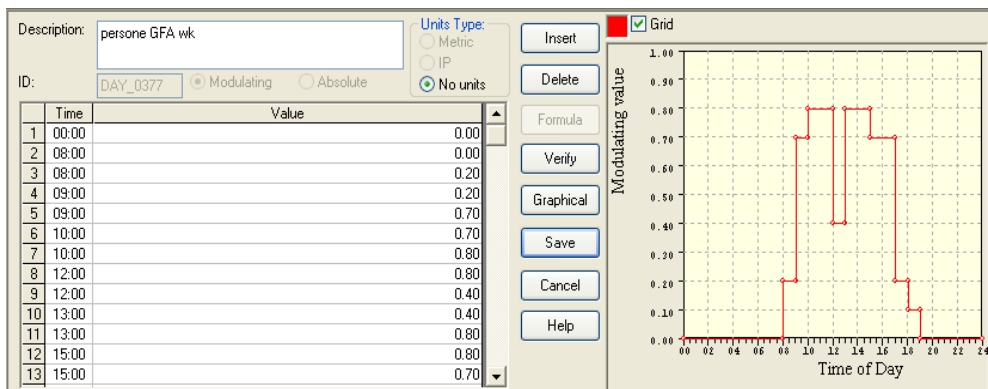 Description:
persone GFA wk
ID:
DAY_0377
Modulating
Absolute
Units Type:
Metric
IP
No units
Time Value
1 00:00 0.00
2 08:00 0.00
3 08:00 0.20
4 09:00 0.20
5 09:00 0.70
6 10:00 0.70
7 10:00 0.80
8 12:00 0.80
9 12:00 0.40
10 13:00 0.40
11 13:00 0.80
12 15:00 0.80
13 15:00 0.70
Insert
Delete
Formula
Verify
Graphical
Save
Cancel
Help
Grid
Modulating value
1.00
0.90
0.80
0.70
0.60
0.50
0.40
0.30
0.20
0.10
0.00
00 02 04 06 08 10 12 14 16 18 20 22 24
Time of Day